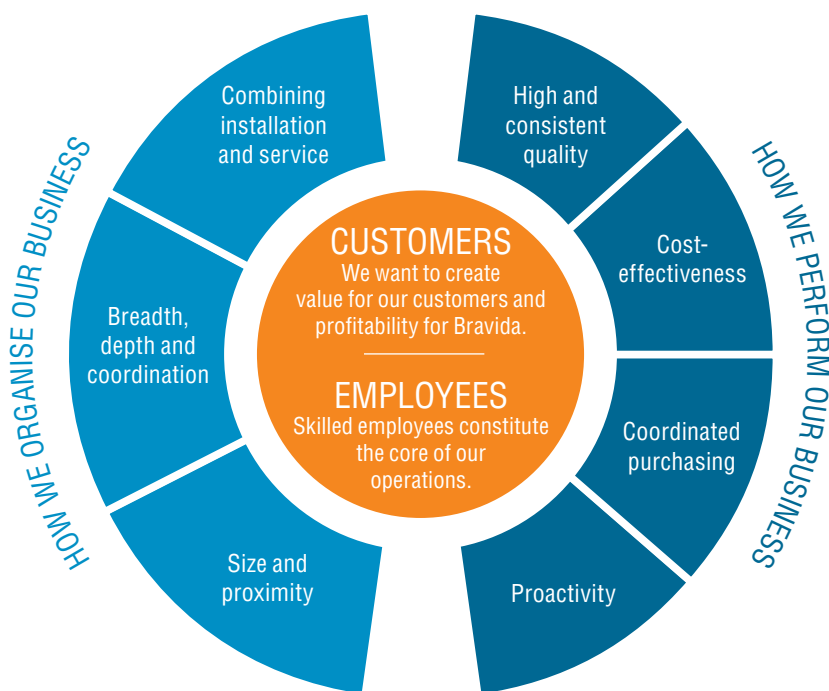 HOW WE ORGANISE OUR BUSINESS
Combining
installation
and service
Breadth,
depth and
coordination
Size and
proximity
CUSTOMERS
We want to create
value for our customers and
profitability for Bravida.
EMPLOYEES
Skilled employees constitute
the core of our
operations.
High and
consistent
quality
Cost-
effectiveness
Coordinated
purchasing
Proactivity
HOW WE PERFORM OUR BUSINESS